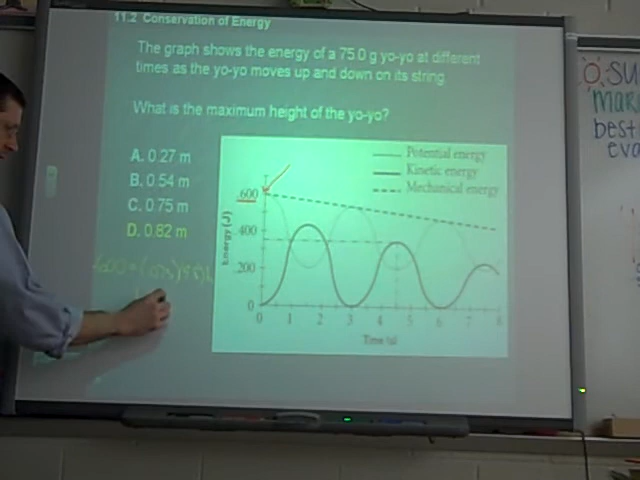 11.2 Conservation of Energy
The graph shows the energy of a 75.0 g yo-yo at different
times as the yo-yo moves up and down on its string
What is the maximum height of the yo-yo?
A. 0.27 m
B. 0.54 m
C. 0.75 m
D. 0.82 m
Potential energy
Kinetic energy
Mechanical energy
Energy (J)
.600
.400
.200
0
0 1 2 3 4 5 6 7 8
Time (s)
best